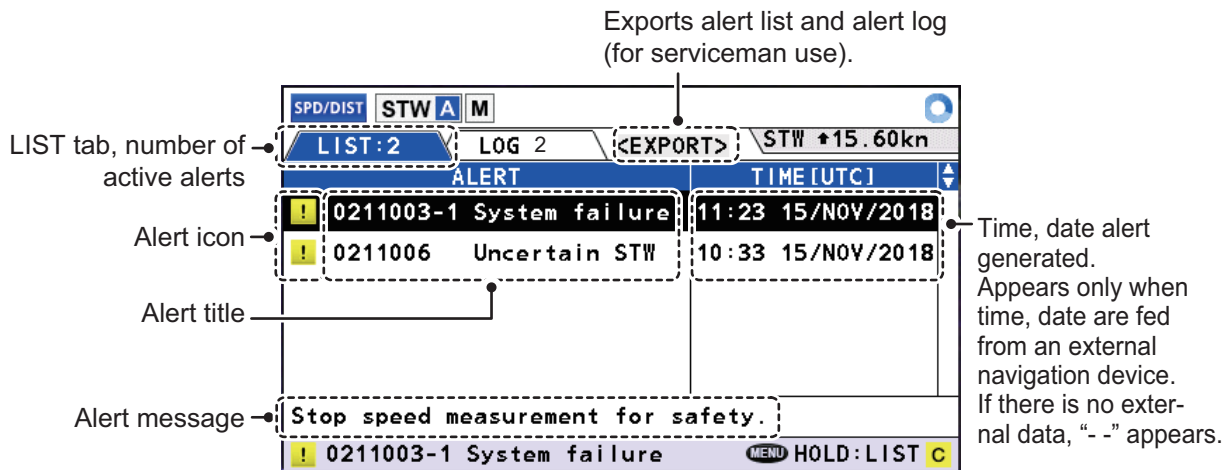 Exports alert list and alert log
(for serviceman use).
SPD/DIST STW A M
LIST tab, number of
active alerts
LIST:2 LOG 2 <EXPORT> STW ⬆15.60kn
ALERT TIME[UTC]
Alert icon
! 0211003-1 System failure 11:23 15/NOV/2018
! 0211006 Uncertain STW 10:33 15/NOV/2018
Alert title
Time, date alert
generated.
Appears only when
time, date are fed
from an external
navigation device.
If there is no exter-
nal data, “- -” appears.
Alert message
Stop speed measurement for safety.
! 0211003-1 System failure MENU HOLD:LIST C